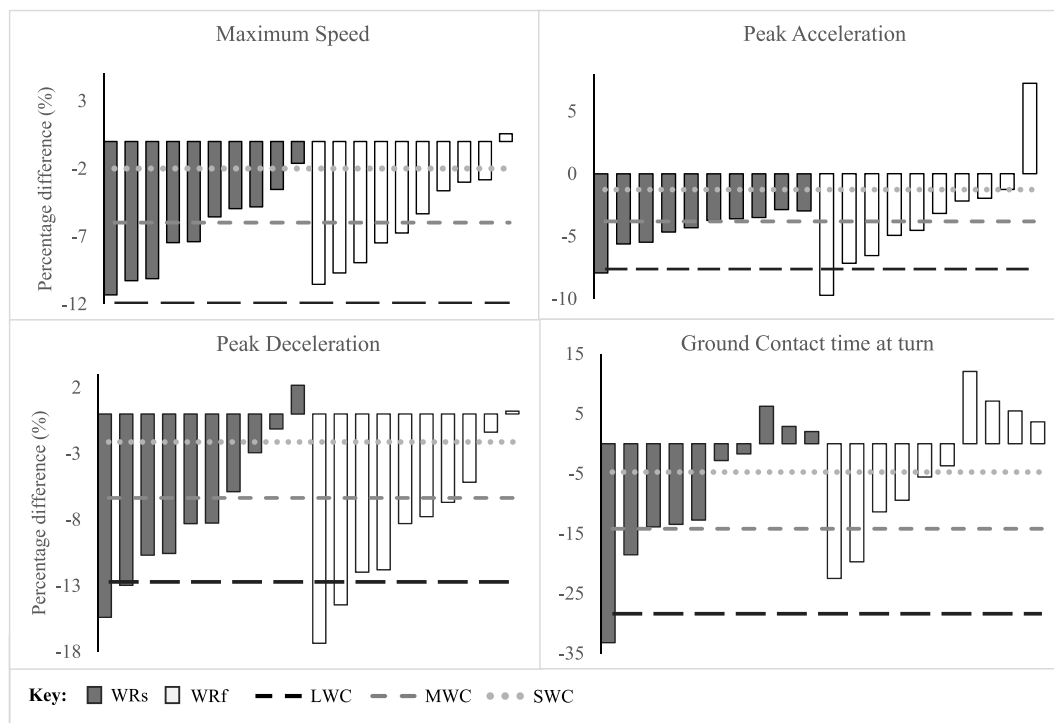 Maximum Speed
Percentage difference (%)
3
-2
-7
-12
Peak Acceleration
5
0
-5
-10
Peak Deceleration
Percentage difference (%)
2
-3
-8
-13
-18
Ground Contact time at turn
15
5
-5
-15
-25
-35
Key: WRs WRf LWC MWC SWC